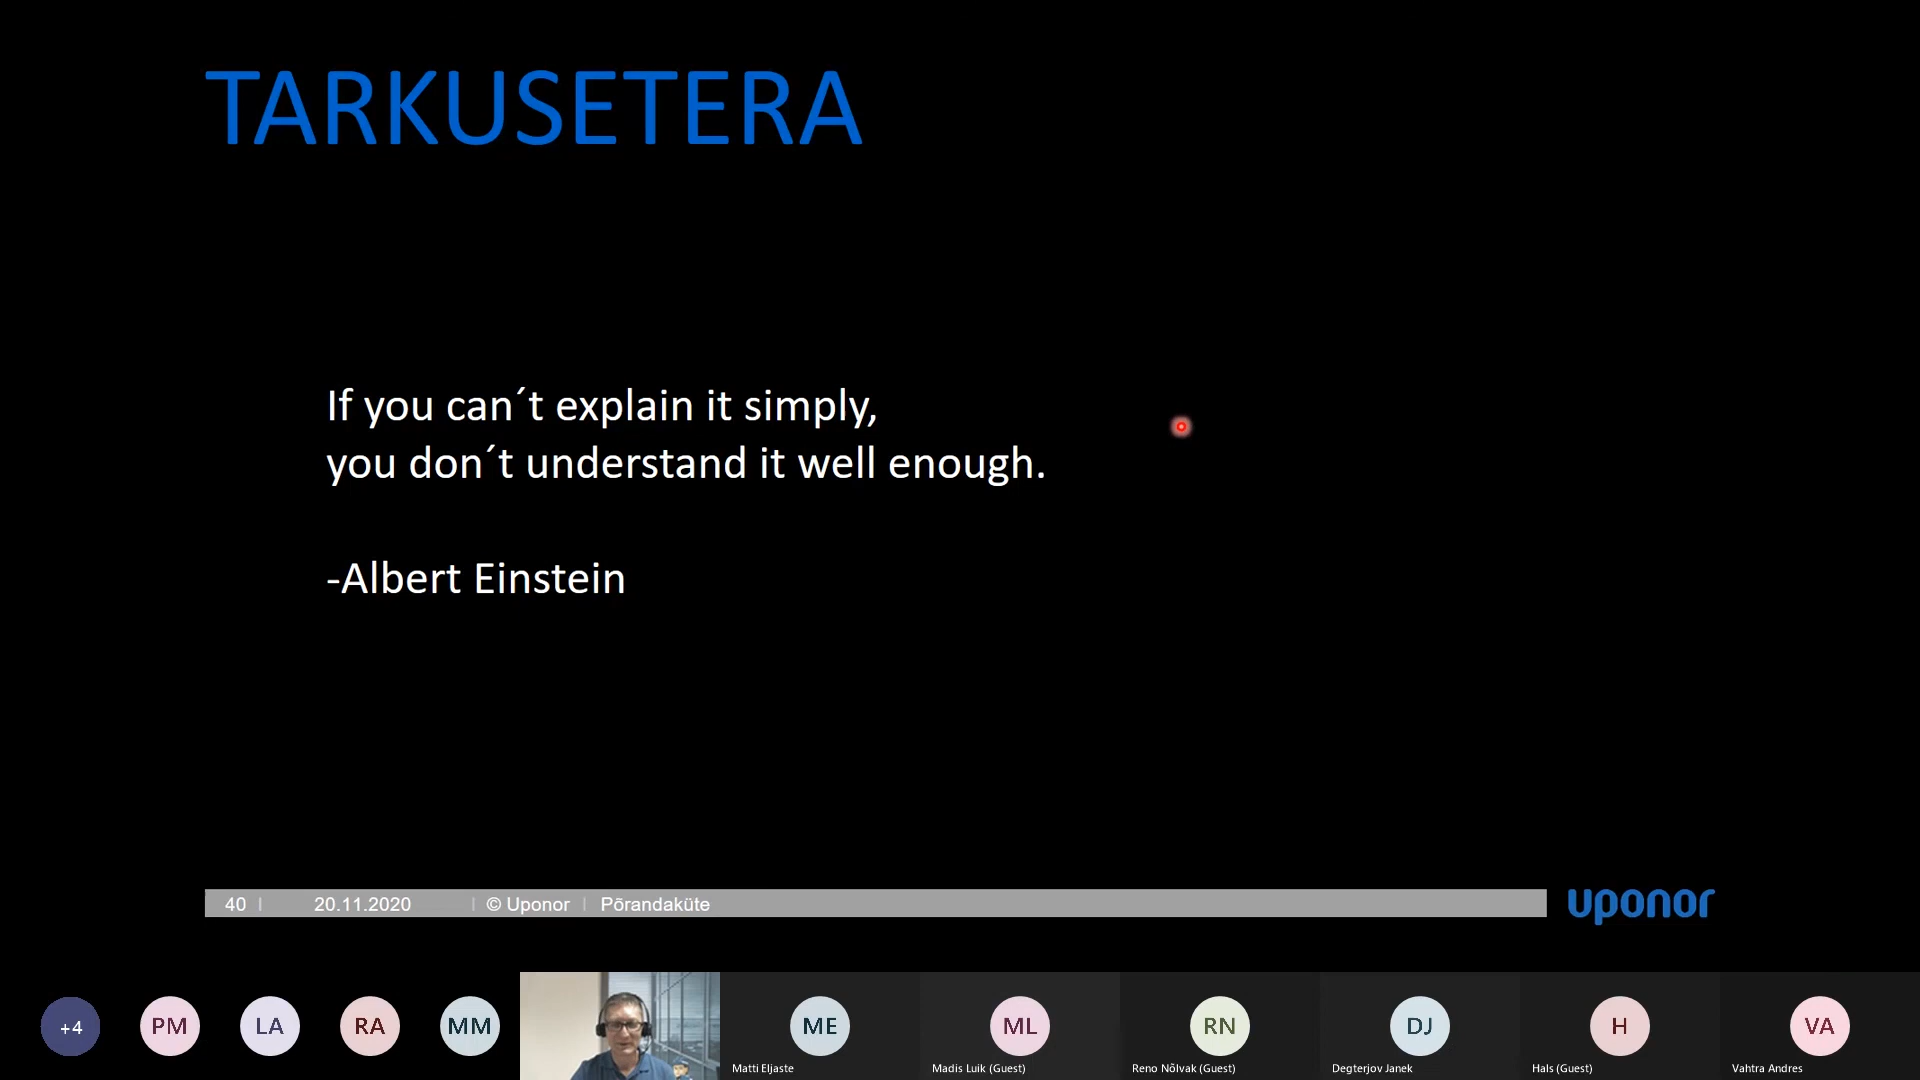 TARKUSETERA
If you can´t explain it simply,
you don´t understand it well enough.
-Albert Einstein
40 | 20.11.2020 | © Uponor | Põrandaküte
uponor
+4
PM
LA
RA
MM
ME
Matti Eljaste
ML
Madis Luik (Guest)
RN
Reno Nõlvak (Guest)
DJ
Degterjov Janek
H
Hals (Guest)
VA
Vahtra Andres